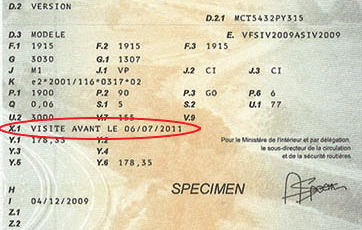 D.2 VERSION
D.2.1 MCT5432PY315
D.3 MODELE E. VFSIV2009ASIV2009
F.1 1915 F.2 1915 F.3 1915
G 3030 G.1 1307
J M1 J.1 VP J.2 CI J.3 CI
K e2*2001/116*0317*02
P.1 1900 P.2 90 P.3 GO P.6 6
Q 0,06 S.1 5 S.2 U.1 77
U.2 3000 V.7 155 V.9
X.1 VISITE AVANT LE 06/07/2011
Y.1 178,35 Y.2
Y.3 Y.4
Y.5 Y.6 178,35
Pour le Ministère de l'intérieur et par délégation,
le sous-directeur de la circulation
et de la sécurité routières.
H
SPECIMEN
I 04/12/2009
Z.1
Z.2